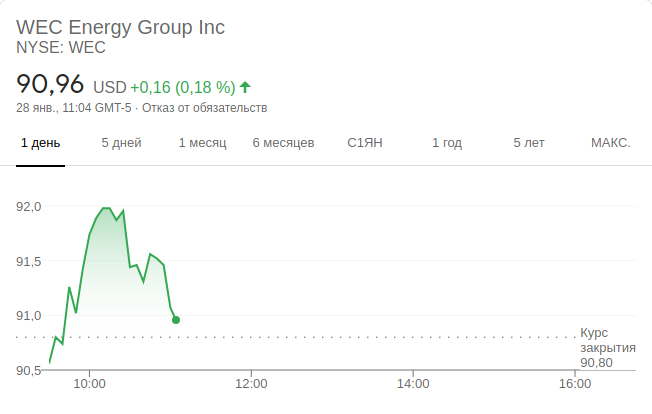 WEC Energy Group Inc
NYSE: WEC
90,96 USD +0,16 (0,18 %)
28 янв., 11:04 GMT-5 · Отказ от обязательств
1 день 5 дней 1 месяц 6 месяцев С1ЯН 1 год 5 лет МАКС.
92,0
91,5
91,0
Курс
закрытия
90,80
90,5
10:00 12:00 14:00 16:00